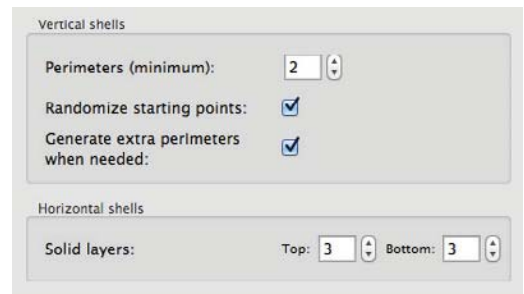 Vertical shells
Perimeters (minimum): 2
Randomize starting points:
Generate extra perimeters
when needed:
Horizontal shells
Solid layers: Top: 3 Bottom: 3